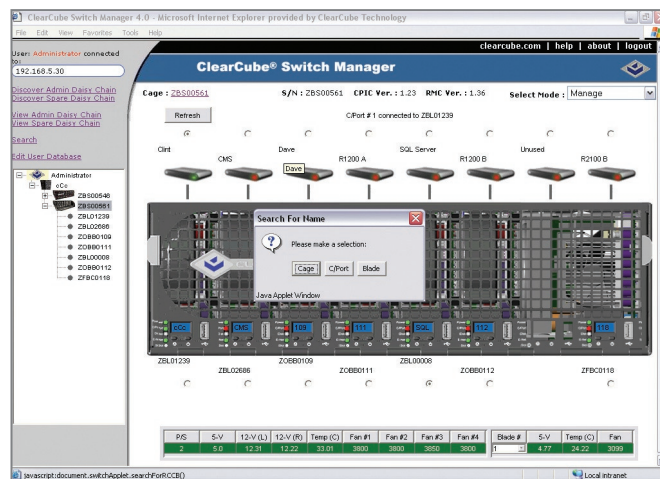 ClearCube Switch Manager 4.0 - Microsoft Internet Explorer provided by ClearCube Technology
File Edit View Favorites Tools Help
clearcube.com | help | about | logout
User: Administrator connected
to:
192.168.5.30
ClearCube® Switch Manager
Discover Admin Daisy Chain
Discover Spare Daisy Chain
View Admin Daisy Chain
View Spare Daisy Chain
Search
Edit User Database
Cage : ZBS00561
S/N : ZBS00561 CPIC Ver. : 1.23 RMC Ver. : 1.36
Select Mode : Manage
Refresh
C/Port # 1 connected to ZBL01239
Administrator
cCc
ZBS00546
ZBS00561
ZBL01239
ZBL02686
ZOBB0109
ZOBB0111
ZBL00008
ZOBB0112
ZFBC0118
Clint
CMS
Dave
R1200 A
SQL Server
R1200 B
Unused
R2100 B
Dave
Search For Name
Please make a selection:
Cage C/Port Blade
Java Applet Window
cCc CMS 109 111 SQL 112 118
ZBL01239
ZBL02686
ZOBB0109
ZOBB0111
ZBL00008
ZOBB0112
ZFBC0118
P/S 5-V 12-V (L) 12-V (R) Temp (C) Fan #1 Fan #2 Fan #3 Fan #4 Blade # 5-V Temp (C) Fan
2 5.0 12.31 12.22 33.01 3800 3800 3850 3800 1 4.77 24.22 3099
javascript:document.switchApplet.searchForRCCB()
Local intranet